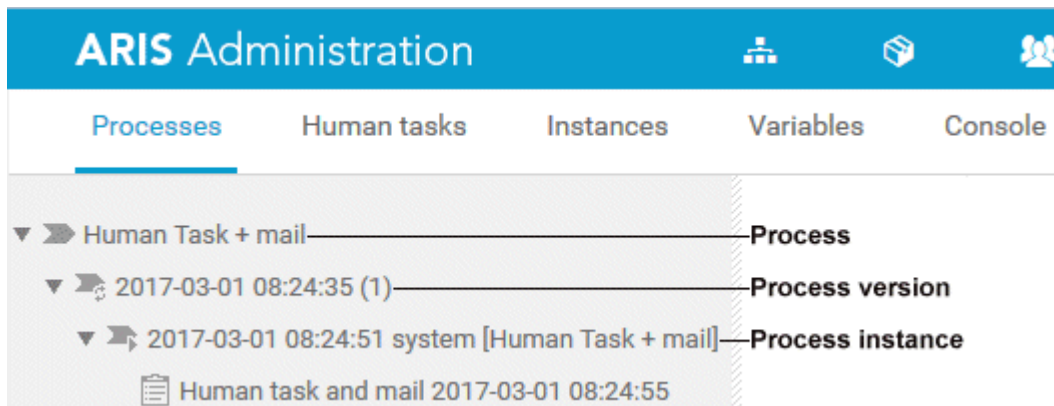 ARIS Administration
Processes Human tasks Instances Variables Console
Human Task + mail Process
2017-03-01 08:24:35 (1) Process version
2017-03-01 08:24:51 system [Human Task + mail] Process instance
Human task and mail 2017-03-01 08:24:55